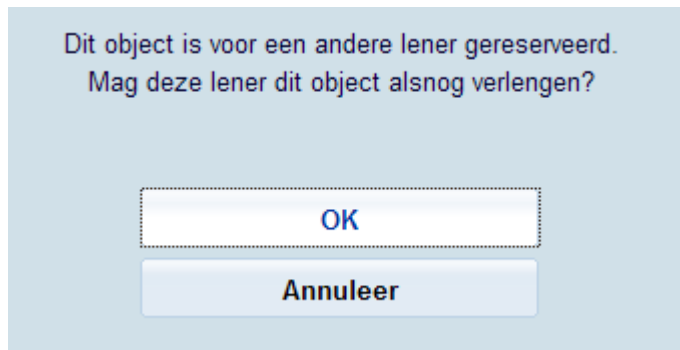 Dit object is voor een andere lener gereserveerd.
Mag deze lener dit object alsnog verlengen?
OK
Annuleer